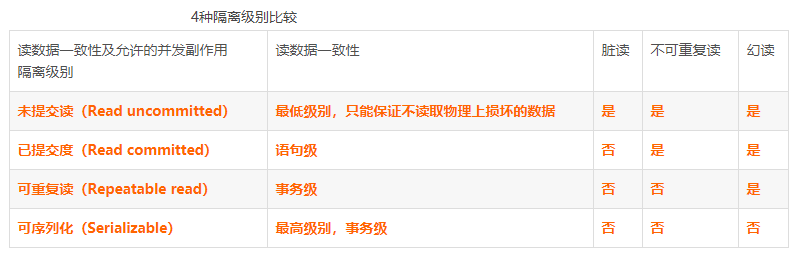 4种隔离级别比较
读数据一致性及允许的并发副作用
隔离级别
读数据一致性
脏读
不可重复读
幻读
未提交读（Read uncommitted）
最低级别，只能保证不读取物理上损坏的数据
是
是
是
已提交度（Read committed）
语句级
否
是
是
可重复读（Repeatable read）
事务级
否
否
是
可序列化（Serializable）
最高级别，事务级
否
否
否